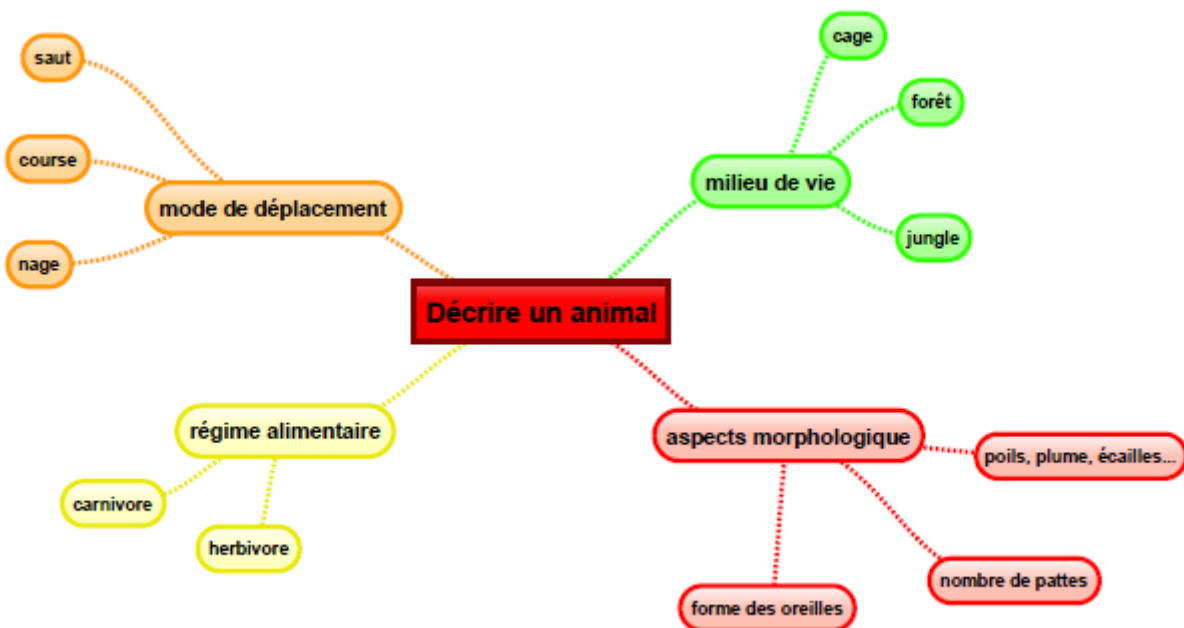 Décrire un animal
mode de déplacement
saut
course
nage
milieu de vie
cage
forêt
jungle
régime alimentaire
carnivore
herbivore
aspects morphologique
poils, plume, écailles...
nombre de pattes
forme des oreilles